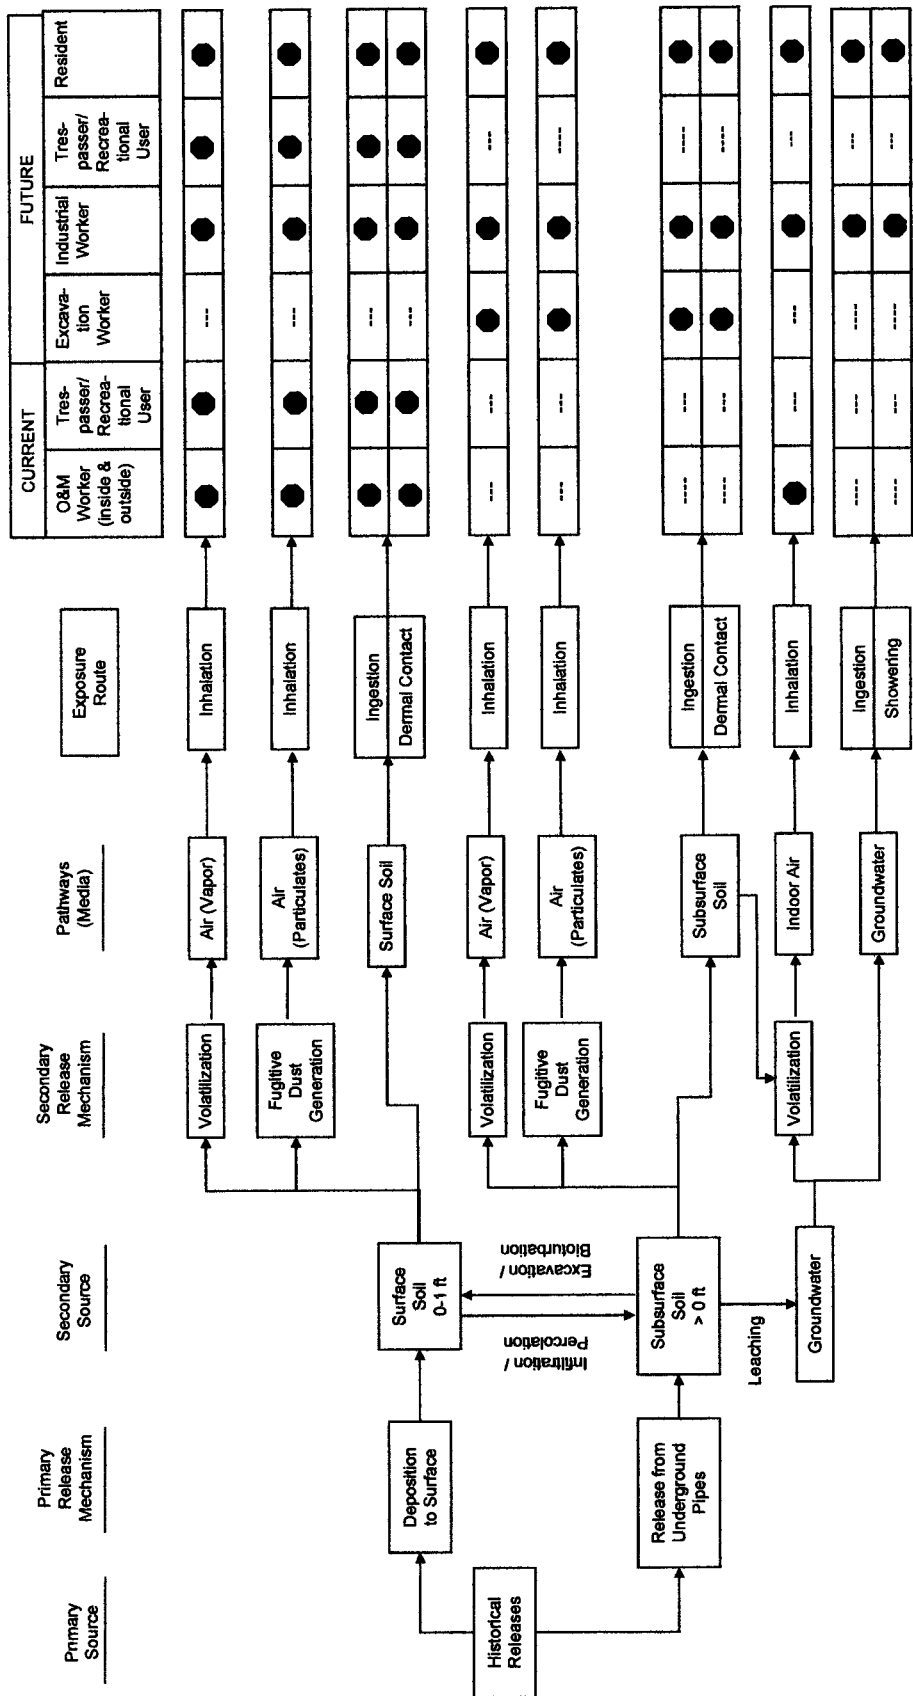 Primary
Source
Primary
Release
Mechanism
Secondary
Source
Secondary
Release
Mechanism
Pathways
(Media)
Exposure
Route
CURRENT
FUTURE
O&M
Worker
(inside &
outside)
Tres-
passer/
Recrea-
tional
User
Excava-
tion
Worker
Industrial
Worker
Tres-
passer/
Recrea-
tional
User
Resident
Historical
Releases
Deposition
to Surface
Release from
Underground
Pipes
Surface
Soil
0-1 ft
Infiltration /
Percolation
Excavation /
Bioturbation
Subsurface
Soil
> 0 ft
Leaching
Groundwater
Volatilization
Air (Vapor)
Inhalation
---
Fugitive
Dust
Generation
Air
(Particulates)
Inhalation
---
Surface Soil
Ingestion
---
Dermal Contact
---
Volatilization
Air (Vapor)
Inhalation
---
---
---
Fugitive
Dust
Generation
Air
(Particulates)
Inhalation
---
---
----
Subsurface
Soil
Ingestion
----
---
----
Dermal Contact
----
---
----
Volatilization
Indoor Air
Inhalation
---
---
---
Groundwater
Ingestion
----
---
----
---
Showering
----
---
----
---